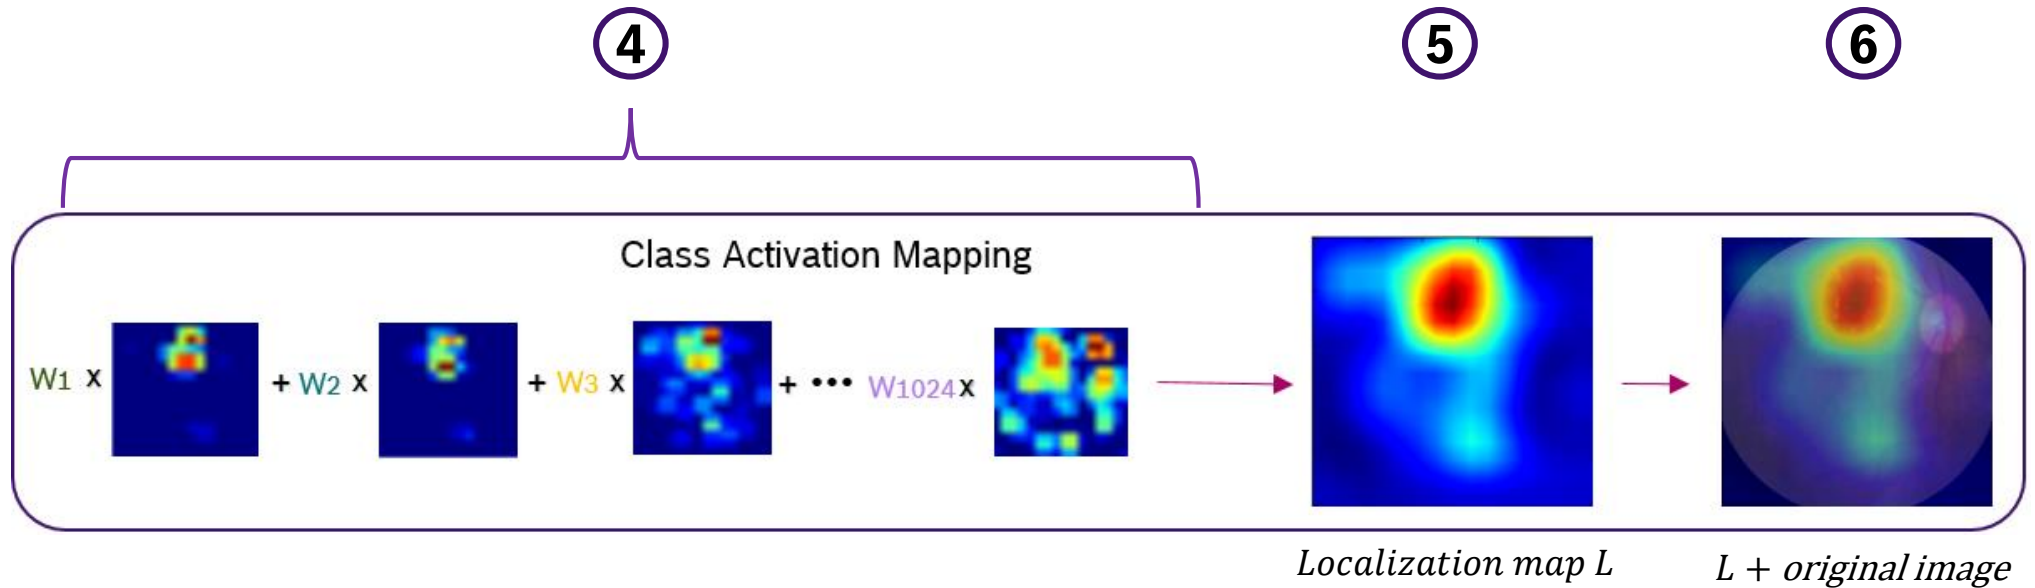 4 5 6
Class Activation Mapping
W1 x + W2 x + W3 x + ••• W1024 x
Localization map L L + original image